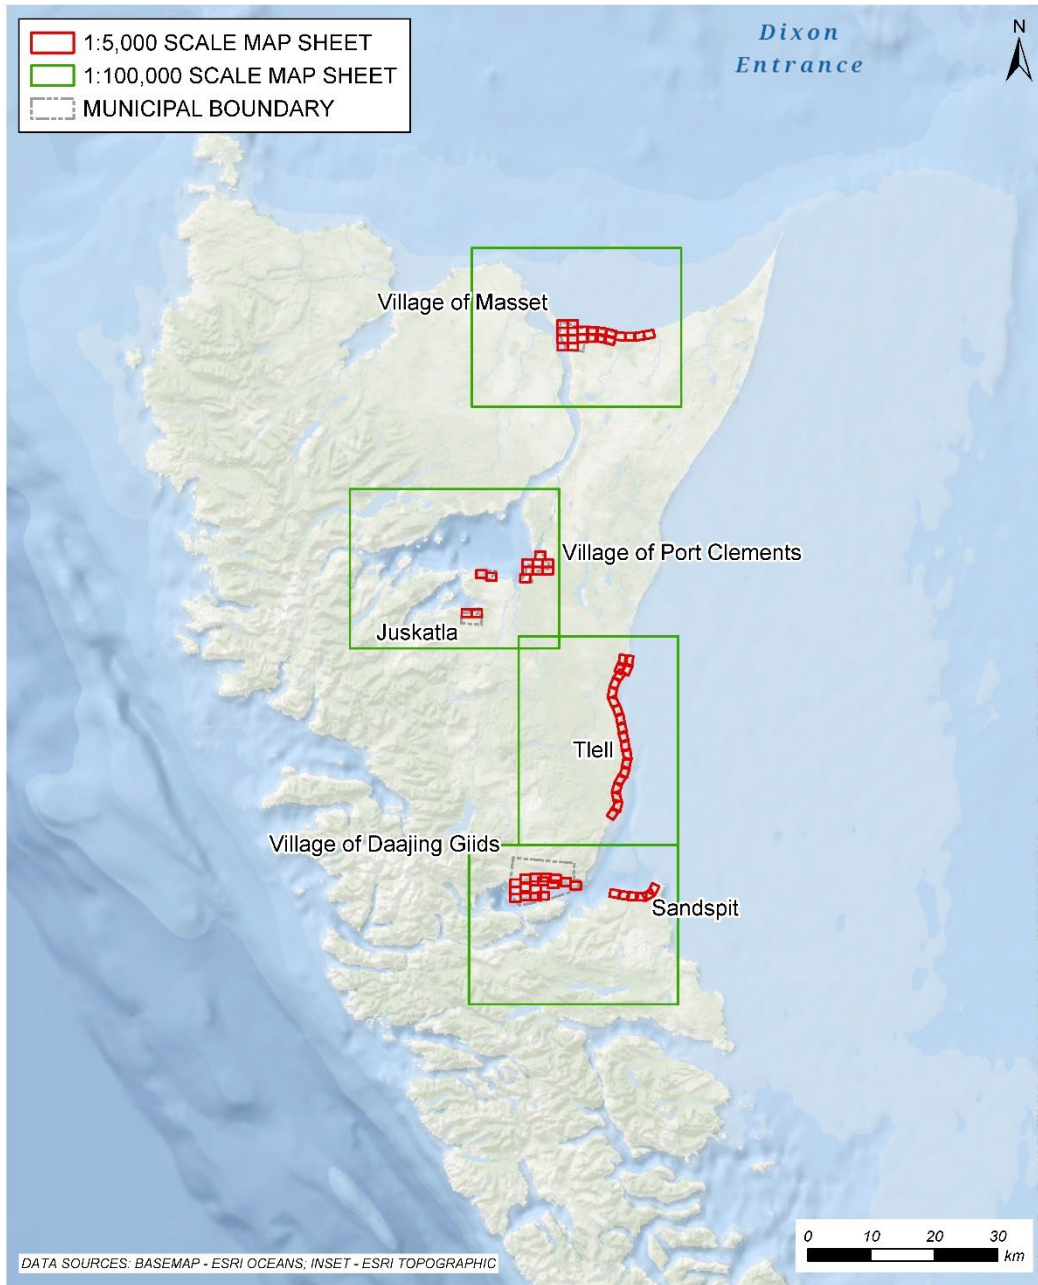 1:5,000 SCALE MAP SHEET
1:100,000 SCALE MAP SHEET
MUNICIPAL BOUNDARY
Dixon
Entrance
N
Village of Masset
Village of Port Clements
Juskatla
Tlell
Village of Daajing Giids
Sandspit
0 10 20 30
km
DATA SOURCES: BASEMAP - ESRI OCEANS; INSET - ESRI TOPOGRAPHIC